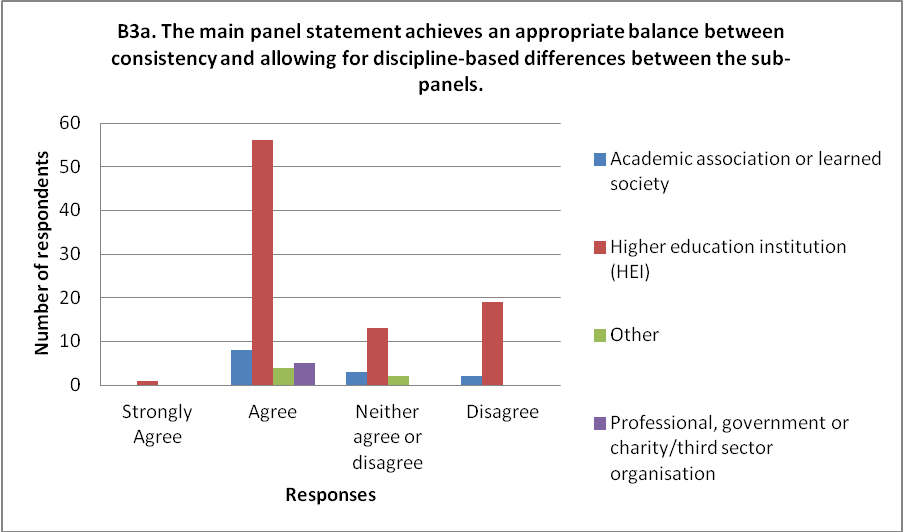 B3a. The main panel statement achieves an appropriate balance between
consistency and allowing for discipline-based differences between the sub-
panels.
60
50
40
30
20
10
0
Number of respondents
Strongly
Agree
Agree
Neither
agree or
disagree
Disagree
Responses
Academic association or learned
society
Higher education institution
(HEI)
Other
Professional, government or
charity/third sector
organisation